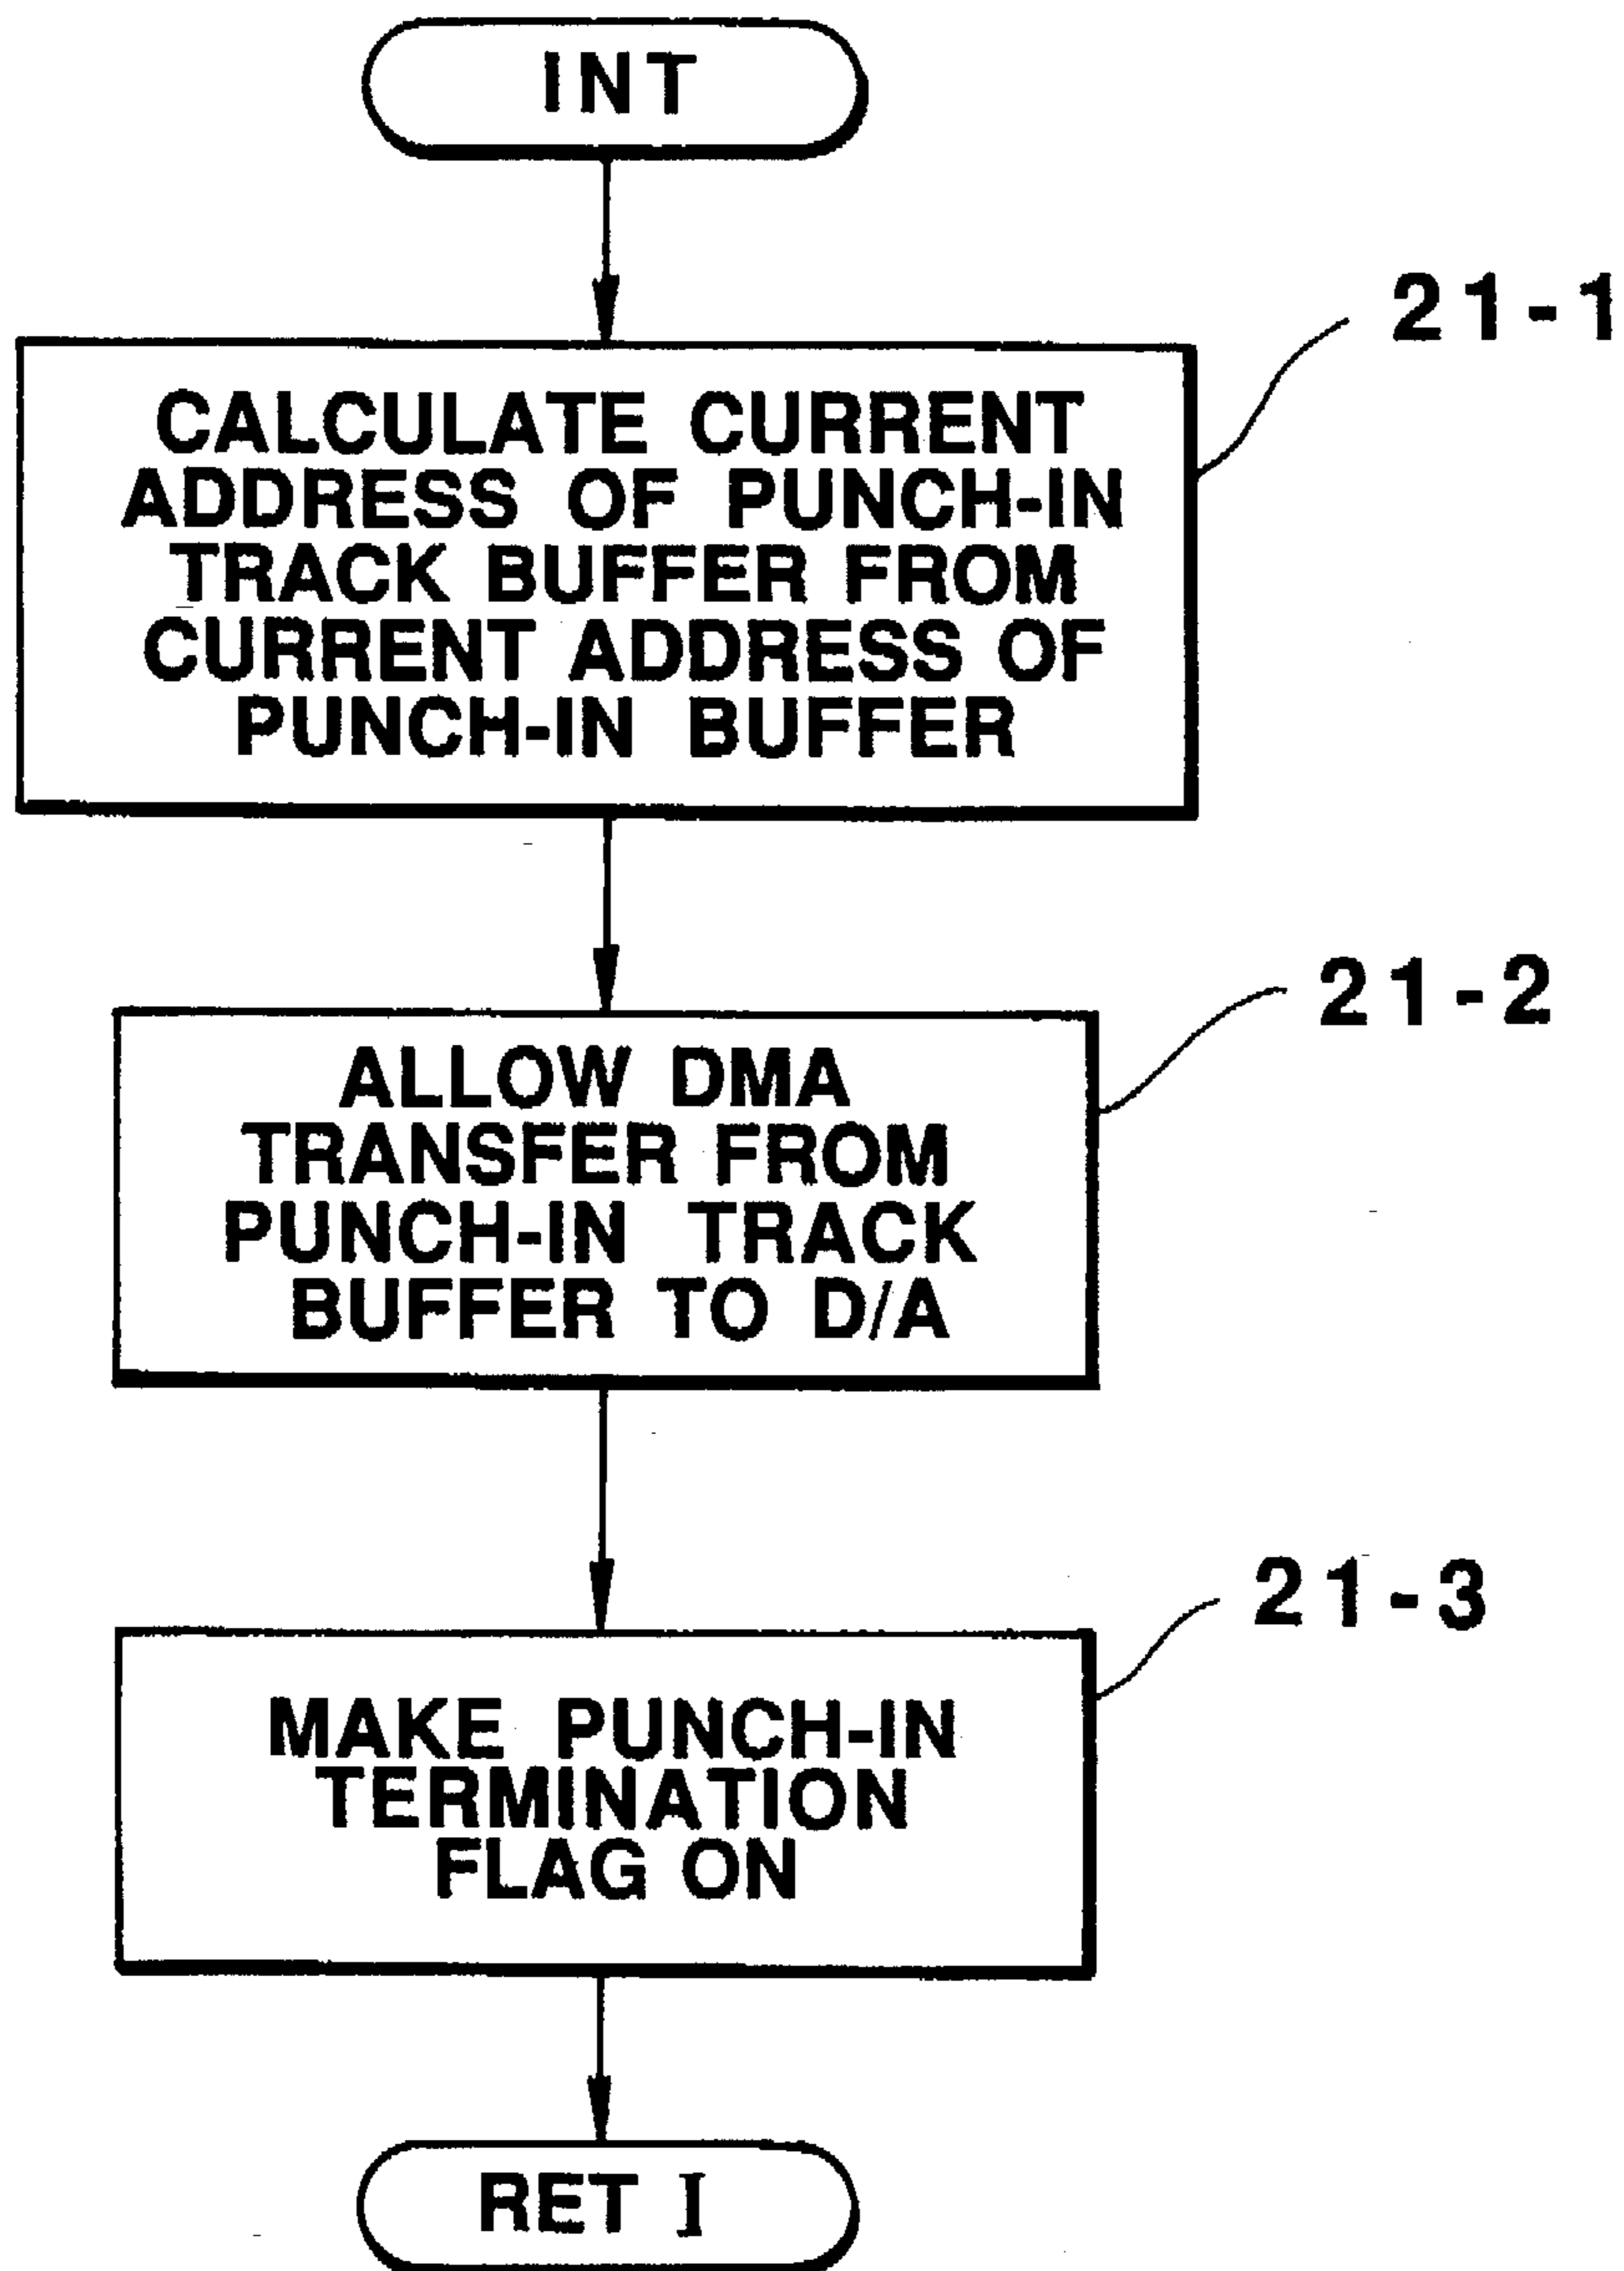 INT
21-1
CALCULATE CURRENT
ADDRESS OF PUNCH-IN
TRACK BUFFER FROM
CURRENT ADDRESS OF
PUNCH-IN BUFFER
21-2
ALLOW DMA
TRANSFER FROM
PUNCH-IN TRACK
BUFFER TO D/A
21-3
MAKE PUNCH-IN
TERMINATION
FLAG ON
RET I